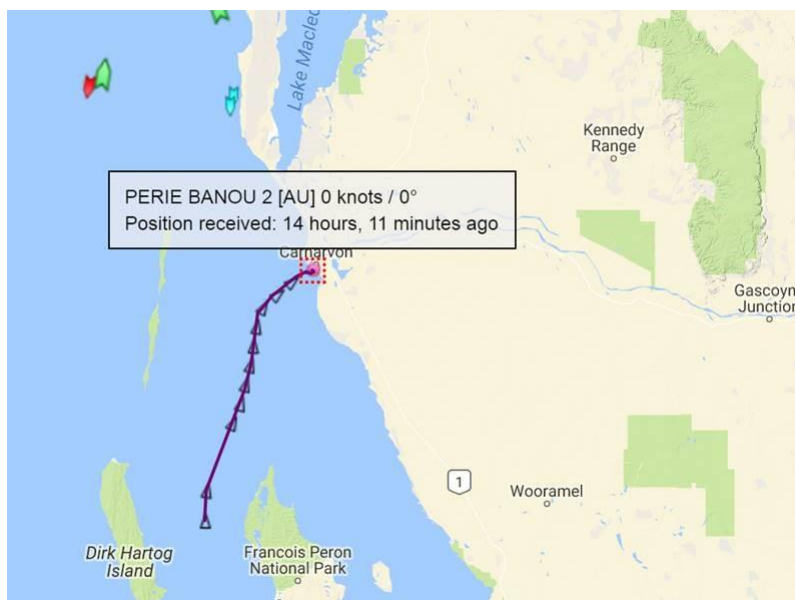 Lake Macleod
Kennedy
Range
PERIE BANOU 2 [AU] 0 knots / 0°
Position received: 14 hours, 11 minutes ago
Carnarvon
Gascoyn
Junction
1
Wooramel
Dirk Hartog
Island
Francois Peron
National Park